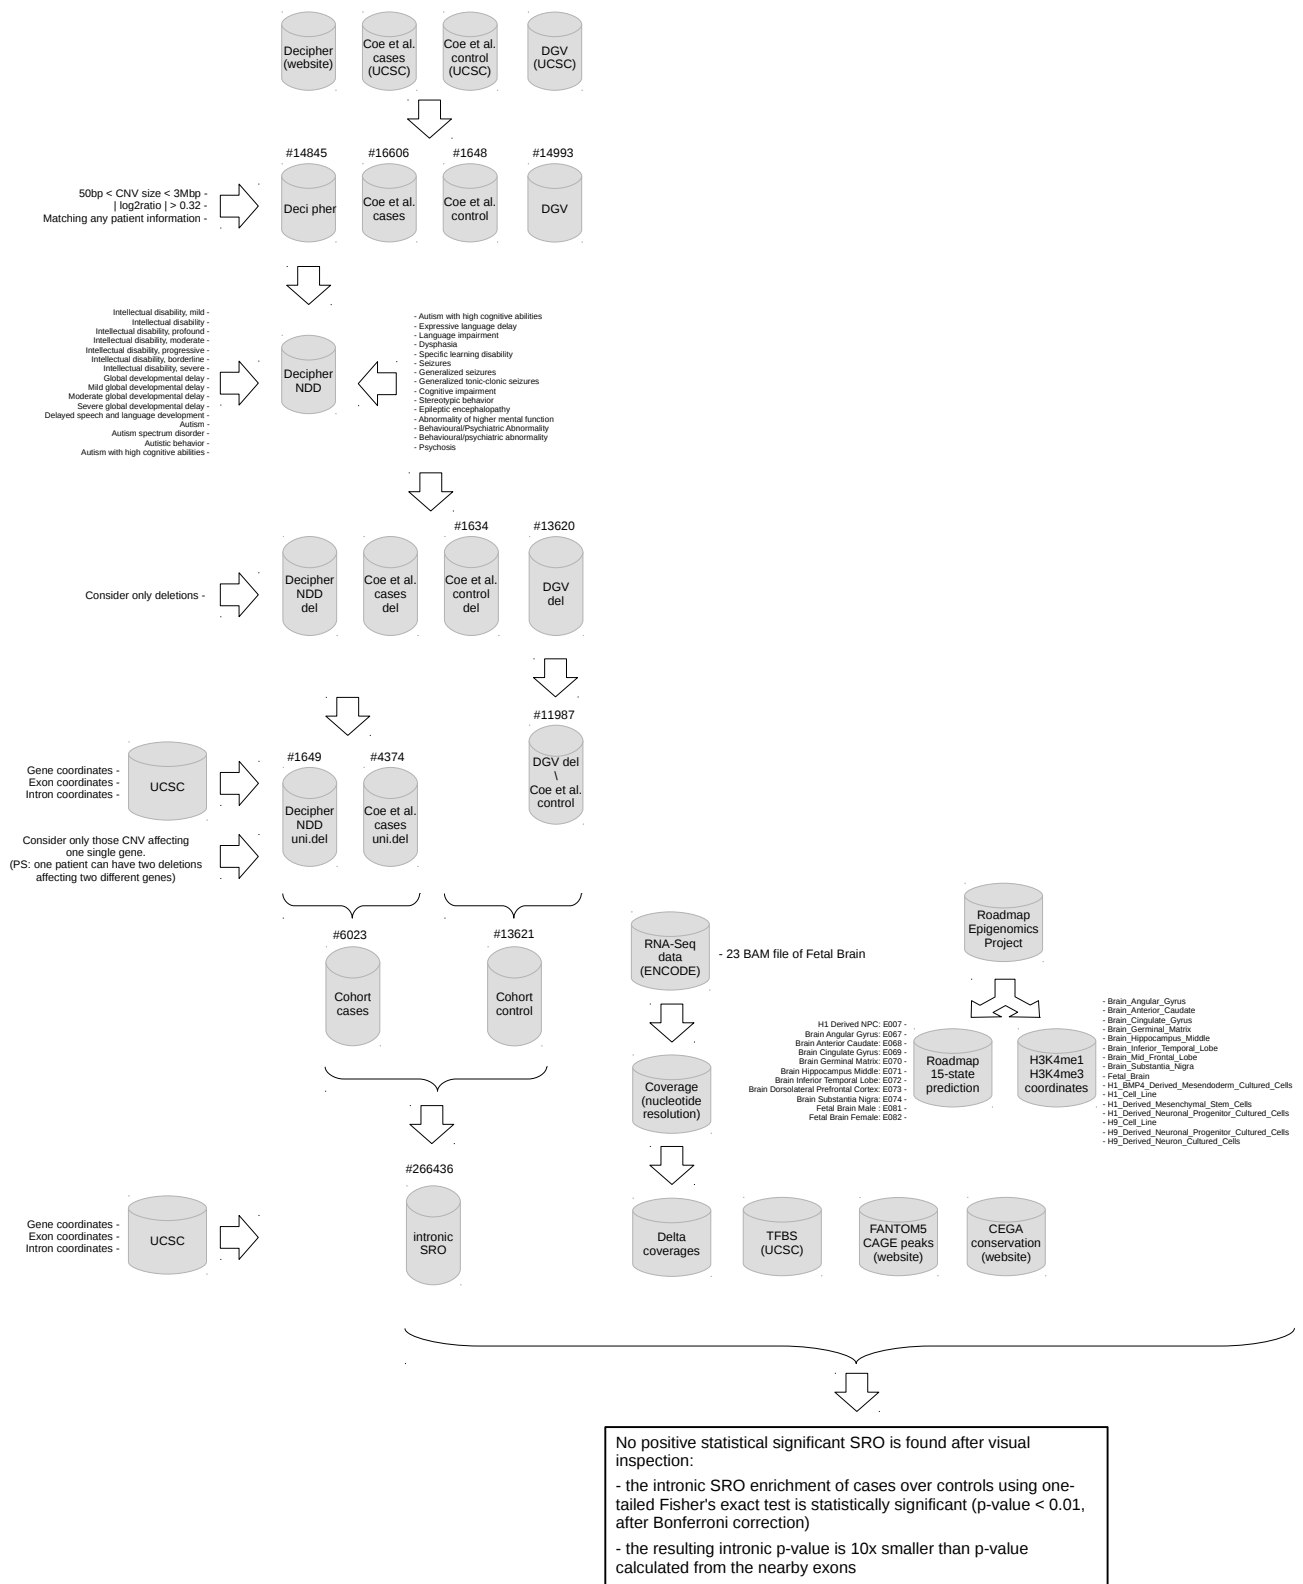 Decipher
(website)
Coe et al.
cases
(UCSC)
Coe et al.
control
(UCSC)
DGV
(UCSC)
#14845
#16606
#1648
#14993
50bp < CNV size < 3Mbp -
| log2ratio | > 0.32 -
Matching any patient information -
Deci pher
Coe et al.
cases
Coe et al.
control
DGV
Intellectual disability, mild -
Intellectual disability -
Intellectual disability, profound -
Intellectual disability, moderate -
Intellectual disability, progressive -
Intellectual disability, borderline -
Intellectual disability, severe -
Global developmental delay -
Mild global developmental delay -
Moderate global developmental delay -
Severe global developmental delay -
Delayed speech and language development -
Autism -
Autism spectrum disorder -
Autistic behavior -
Autism with high cognitive abilities -
Decipher
NDD
- Autism with high cognitive abilities
- Expressive language delay
- Language impairment
- Dysphasia
- Specific learning disability
- Seizures
- Generalized seizures
- Generalized tonic-clonic seizures
- Cognitive impairment
- Stereotypic behavior
- Epileptic encephalopathy
- Abnormality of higher mental function
- Behavioural/Psychiatric Abnormality
- Behavioural/psychiatric abnormality
- Psychosis
#1634
#13620
Consider only deletions -
Decipher
NDD
del
Coe et al.
cases
del
Coe et al.
control
del
DGV
del
#11987
DGV del
\
Coe et al.
control
#1649
#4374
Gene coordinates -
Exon coordinates -
Intron coordinates -
UCSC
Decipher
NDD
uni.del
Coe et al.
cases
uni.del
Consider only those CNV affecting
one single gene.
(PS: one patient can have two deletions
affecting two different genes)
#6023
#13621
Cohort
cases
Cohort
control
RNA-Seq
data
(ENCODE)
- 23 BAM file of Fetal Brain
Roadmap
Epigenomics
Project
H1 Derived NPC: E007 -
Brain Angular Gyrus: E067 -
Brain Anterior Caudate: E068 -
Brain Cingulate Gyrus: E069 -
Brain Germinal Matrix: E070 -
Brain Hippocampus Middle: E071 -
Brain Inferior Temporal Lobe: E072 -
Brain Dorsolateral Prefrontal Cortex: E073 -
Brain Substantia Nigra: E074 -
Fetal Brain Male : E081 -
Fetal Brain Female: E082 -
Roadmap
15-state
prediction
H3K4me1
H3K4me3
coordinates
- Brain_Angular_Gyrus
- Brain_Anterior_Caudate
- Brain_Cingulate_Gyrus
- Brain_Germinal_Matrix
- Brain_Hippocampus_Middle
- Brain_Inferior_Temporal_Lobe
- Brain_Mid_Frontal_Lobe
- Brain_Substantia_Nigra
- Fetal_Brain
- H1_BMP4_Derived_Mesendoderm_Cultured_Cells
- H1_Cell_Line
- H1_Derived_Mesenchymal_Stem_Cells
- H1_Derived_Neuronal_Progenitor_Cultured_Cells
- H9_Cell_Line
- H9_Derived_Neuronal_Progenitor_Cultured_Cells
- H9_Derived_Neuron_Cultured_Cells
Coverage
(nucleotide
resolution)
#266436
Gene coordinates -
Exon coordinates -
Intron coordinates -
UCSC
intronic
SRO
Delta
coverages
TFBS
(UCSC)
FANTOM5
CAGE peaks
(website)
CEGA
conservation
(website)
No positive statistical significant SRO is found after visual
inspection:
- the intronic SRO enrichment of cases over controls using one-
tailed Fisher's exact test is statistically significant (p-value < 0.01,
after Bonferroni correction)
- the resulting intronic p-value is 10x smaller than p-value
calculated from the nearby exons